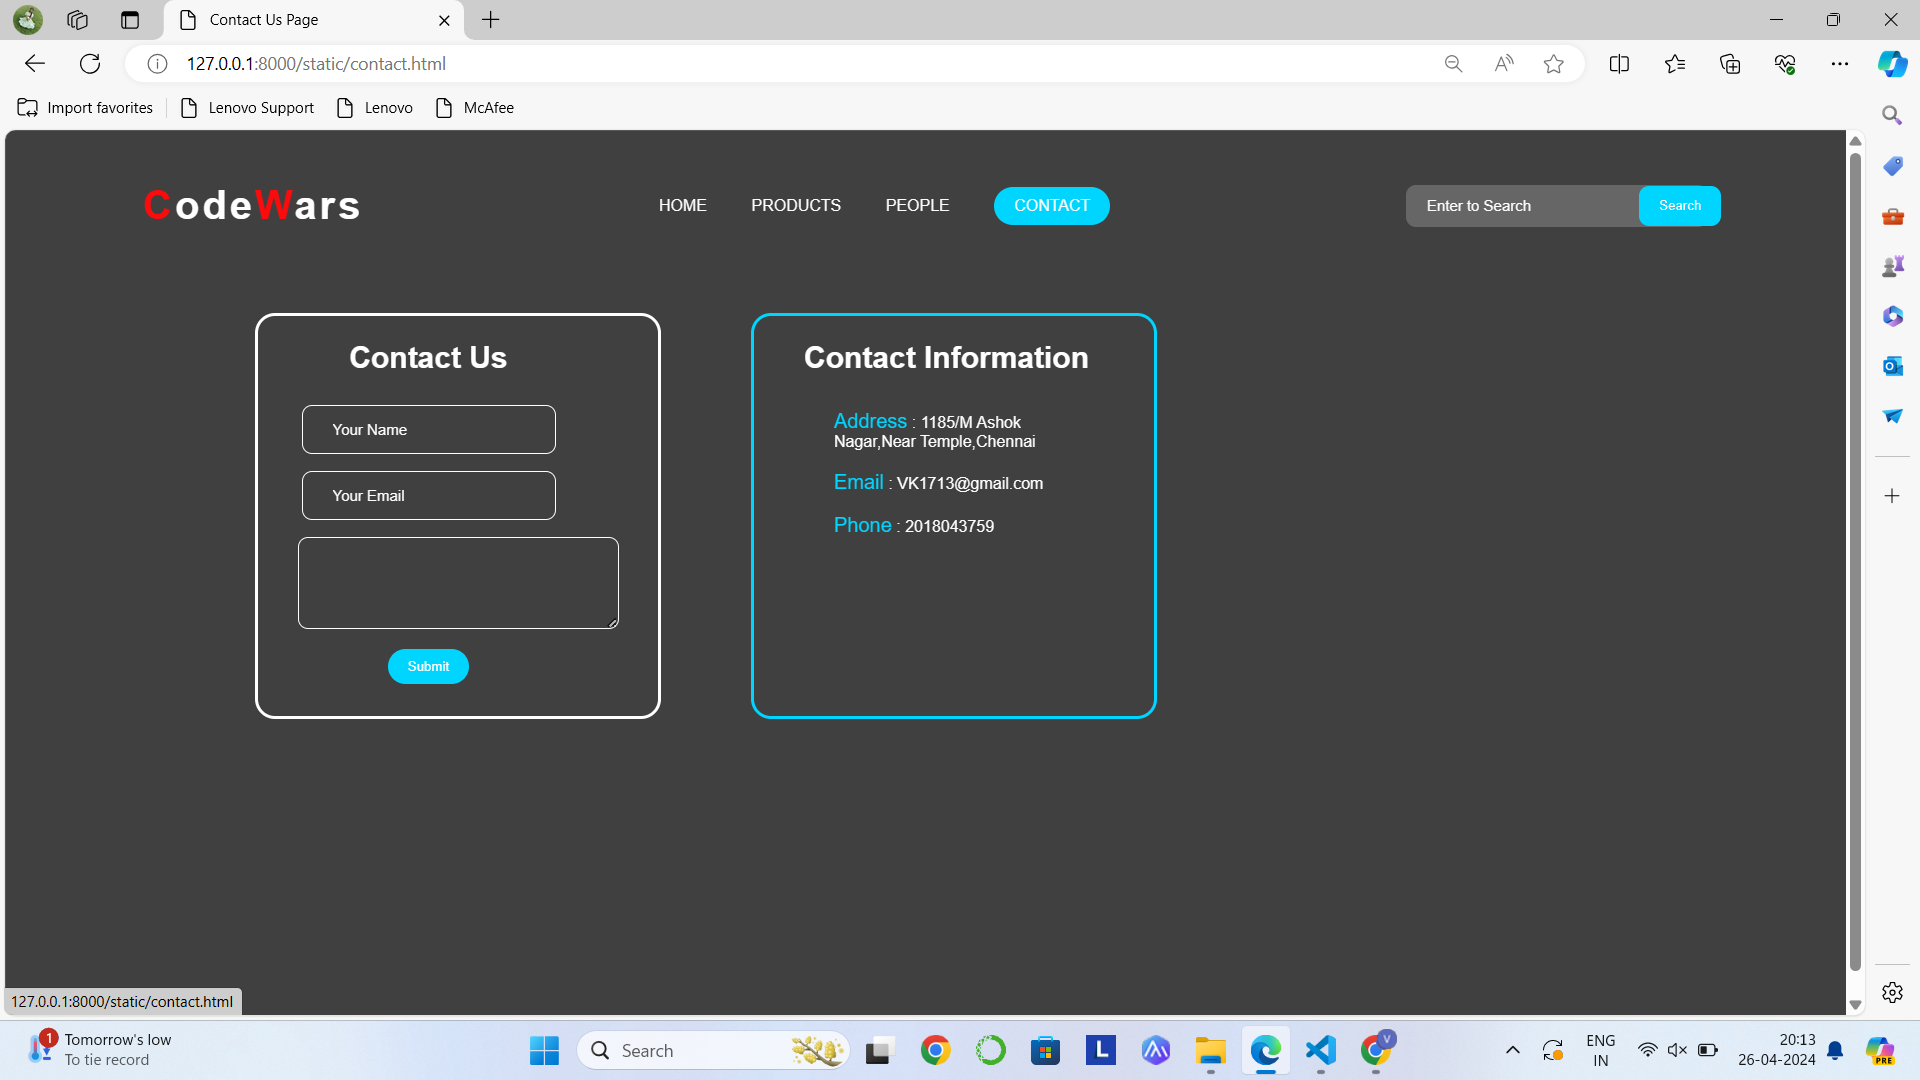 Contact Us Page
127.0.0.1:8000/static/contact.html
Import favorites
Lenovo Support
Lenovo
McAfee
CodeWars
HOME
PRODUCTS
PEOPLE
CONTACT
Enter to Search
Search
Contact Us
Your Name
Your Email
Submit
Contact Information
Address : 1185/M Ashok
Nagar,Near Temple,Chennai
Email : VK1713@gmail.com
Phone : 2018043759
127.0.0.1:8000/static/contact.html
1
Tomorrow's low
To tie record
Search
L
V
ENG
IN
20:13
26-04-2024
PRE